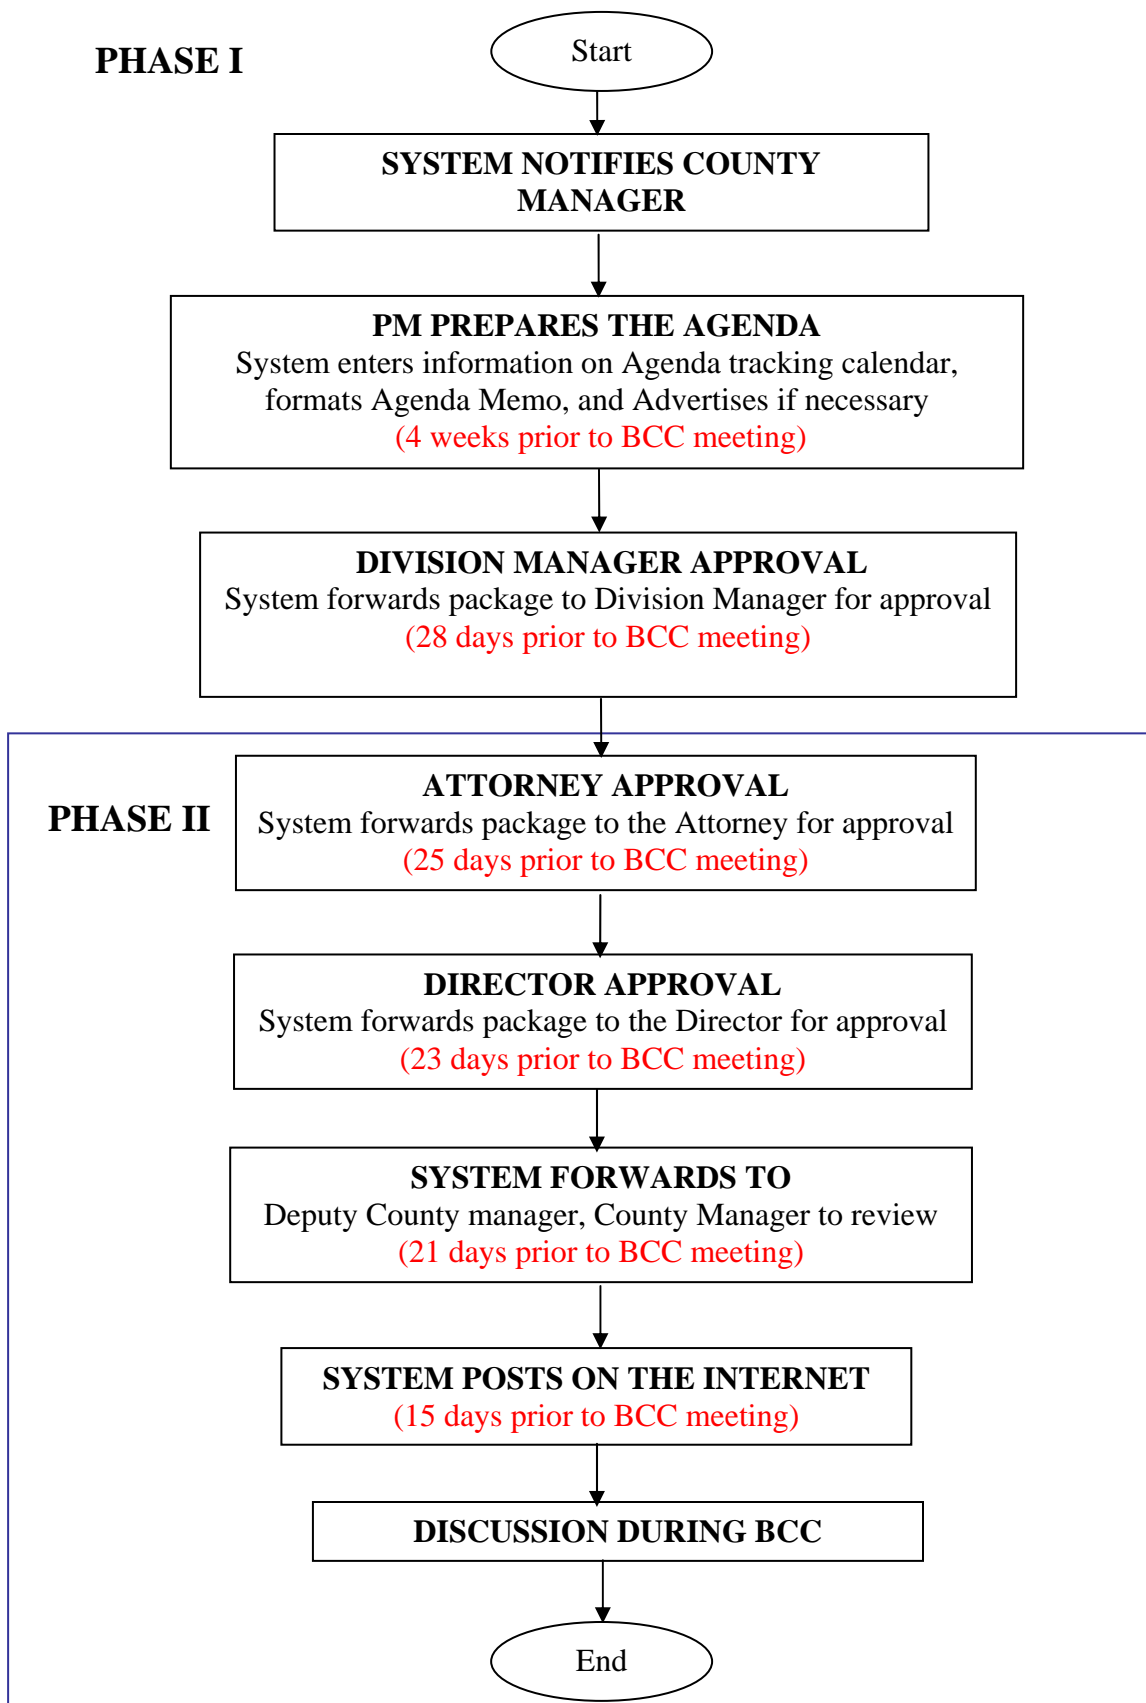 PHASE I
Start
SYSTEM NOTIFIES COUNTY
MANAGER
PM PREPARES THE AGENDA
System enters information on Agenda tracking calendar,
formats Agenda Memo, and Advertises if necessary
(4 weeks prior to BCC meeting)
DIVISION MANAGER APPROVAL
System forwards package to Division Manager for approval
(28 days prior to BCC meeting)
PHASE II
ATTORNEY APPROVAL
System forwards package to the Attorney for approval
(25 days prior to BCC meeting)
DIRECTOR APPROVAL
System forwards package to the Director for approval
(23 days prior to BCC meeting)
SYSTEM FORWARDS TO
Deputy County manager, County Manager to review
(21 days prior to BCC meeting)
SYSTEM POSTS ON THE INTERNET
(15 days prior to BCC meeting)
DISCUSSION DURING BCC
End